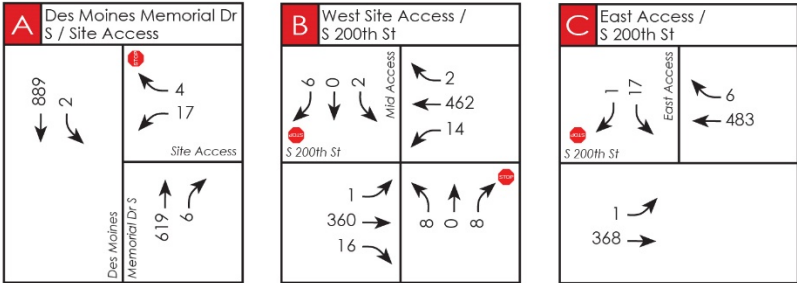 A
Des Moines Memorial Dr
S / Site Access
889
2
STOP
4
17
Site Access
Des Moines
Memorial Dr S
619
6
B
West Site Access /
S 200th St
6
0
2
STOP
S 200th St
Mid Access
2
462
14
1
360
16
8
0
8
STOP
C
East Access /
S 200th St
1
17
STOP
S 200th St
East Access
6
483
1
368